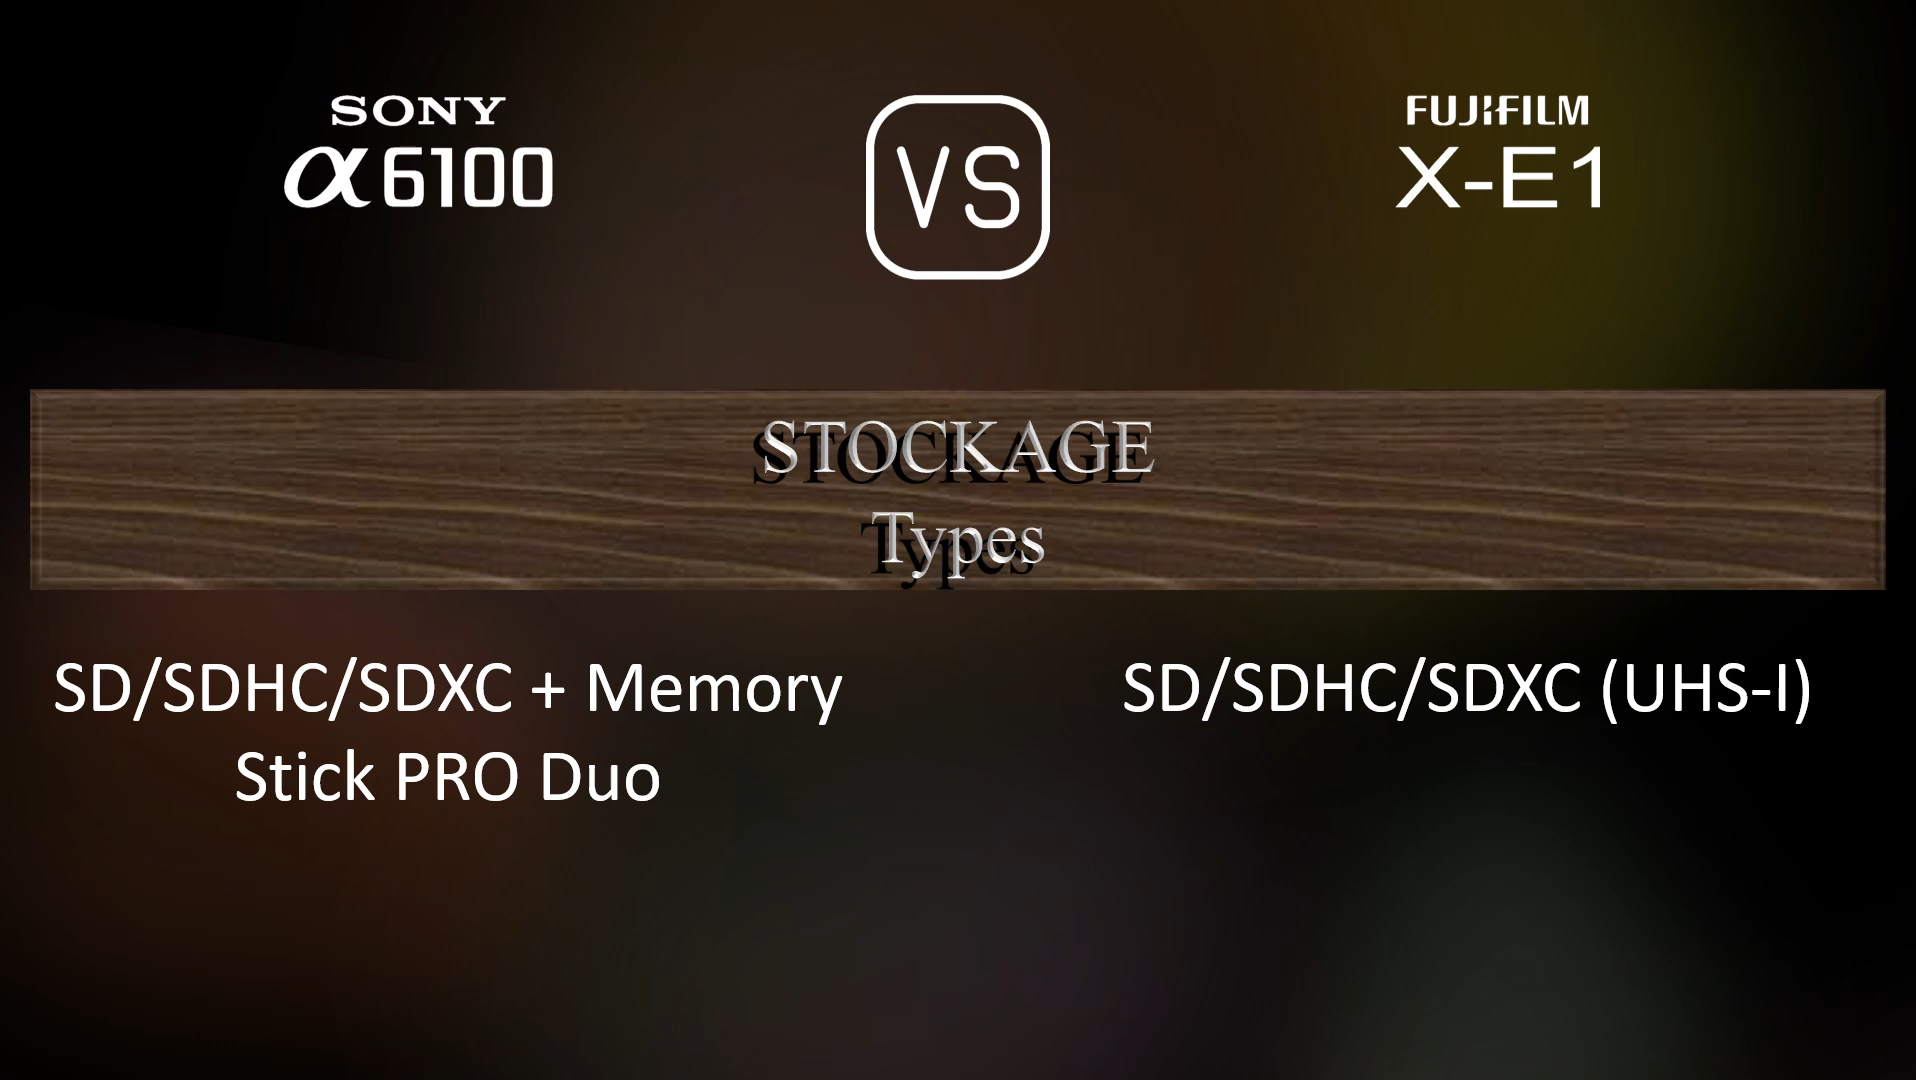 SONY
α6100
VS
FUJIFILM
X-E1
STOCKAGE
Types
SD/SDHC/SDXC + Memory
Stick PRO Duo
SD/SDHC/SDXC (UHS-I)